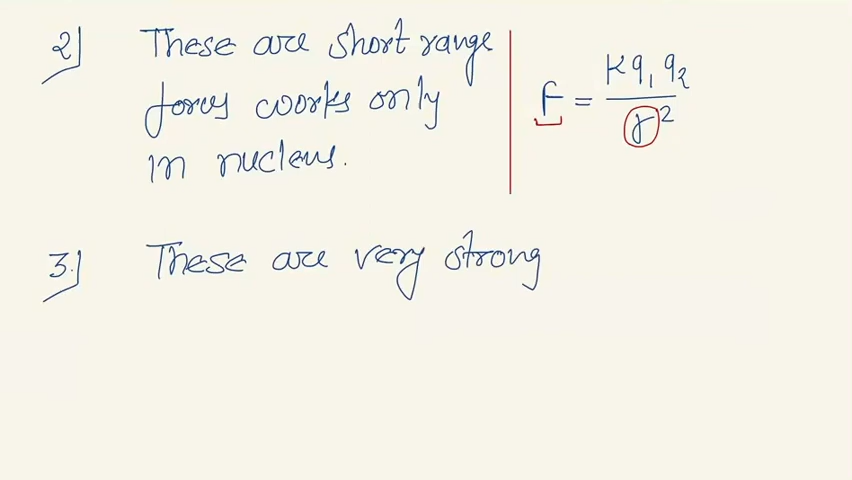 2] These are short range
forces works only
in nucleus.
F = Kq₁q₂ / r²
3.] These are very strong